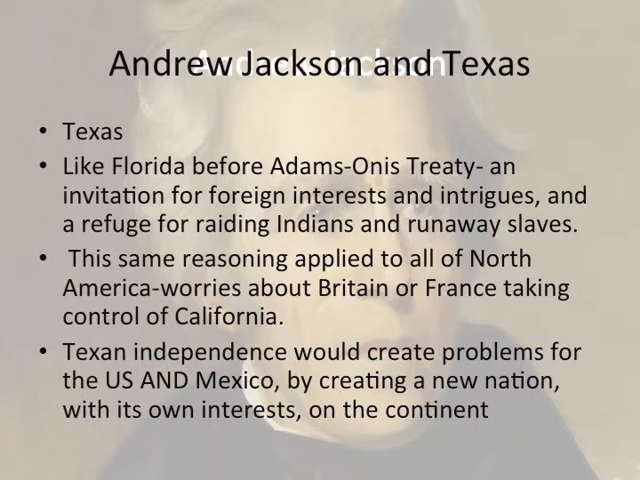 Andrew Jackson and Texas
• Texas
• Like Florida before Adams-Onis Treaty- an
invitation for foreign interests and intrigues, and
a refuge for raiding Indians and runaway slaves.
• This same reasoning applied to all of North
America-worries about Britain or France taking
control of California.
• Texan independence would create problems for
the US AND Mexico, by creating a new nation,
with its own interests, on the continent